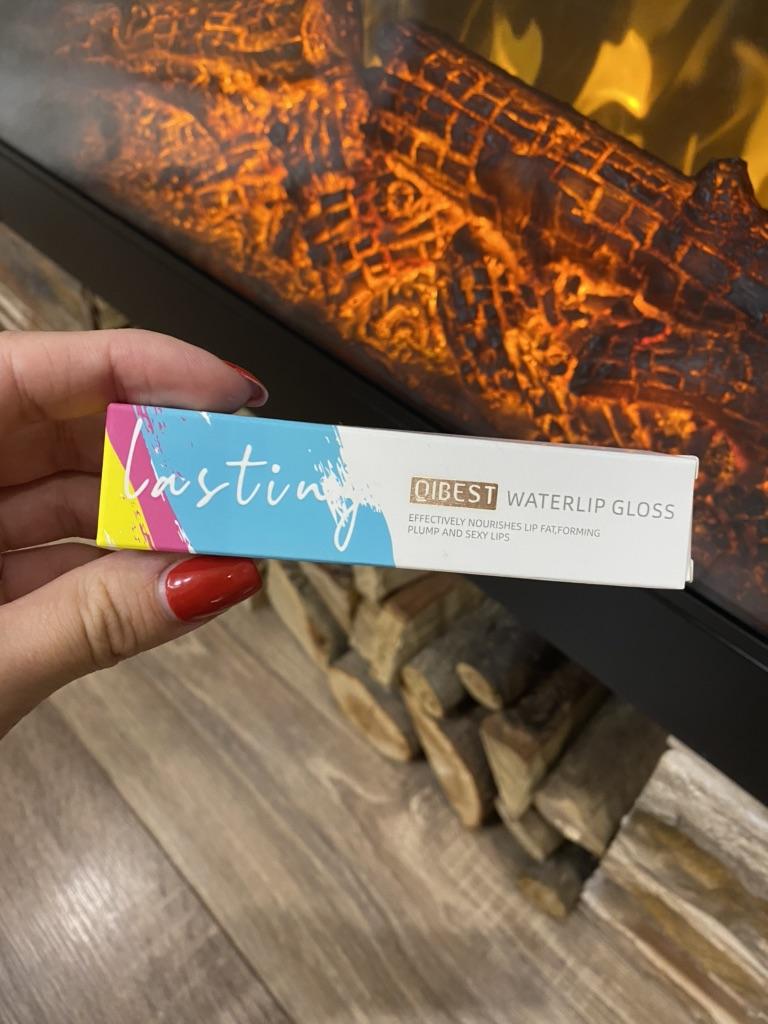 lasting
QIBEST WATERLIP GLOSS
EFFECTIVELY NOURISHES LIP FAT,FORMING
PLUMP AND SEXY LIPS